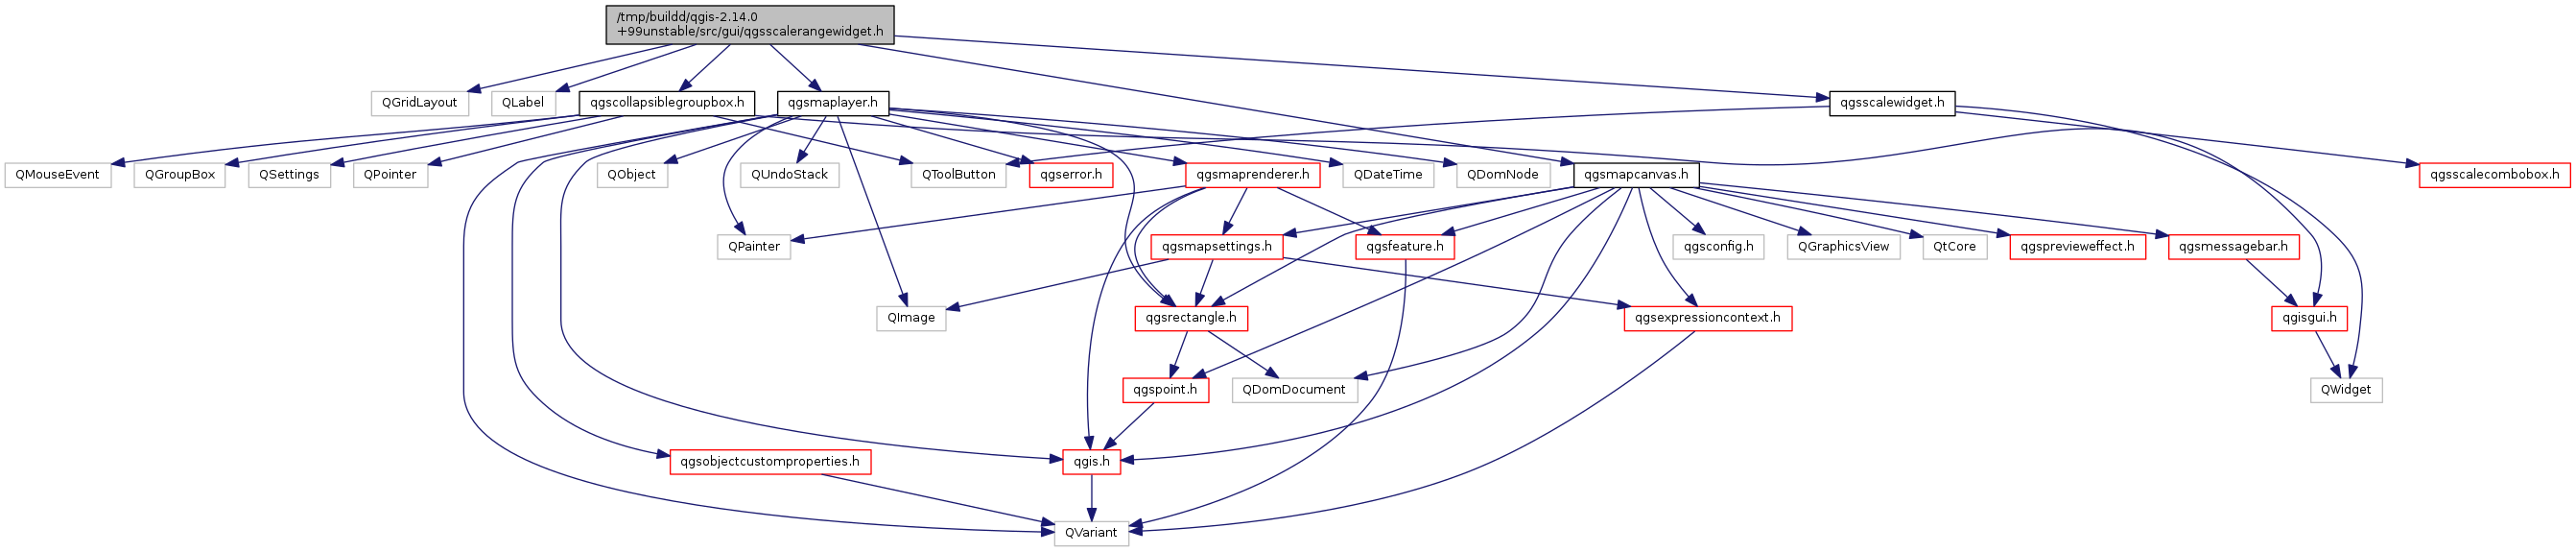 /tmp/buildd/qgis-2.14.0
+99unstable/src/gui/qgsscalerangewidget.h
QGridLayout
QLabel
qgscollapsiblegroupbox.h
qgsmaplayer.h
qgsscalewidget.h
QMouseEvent
QGroupBox
QSettings
QPointer
QObject
QUndoStack
QToolButton
qgserror.h
qgsmaprenderer.h
QDateTime
QDomNode
qgsmapcanvas.h
qgsscalecombobox.h
QPainter
qgsmapsettings.h
qgsfeature.h
qgsconfig.h
QGraphicsView
QtCore
qgsprevieweffect.h
qgsmessagebar.h
QImage
qgsrectangle.h
qgsexpressioncontext.h
qgisgui.h
qgspoint.h
QDomDocument
QWidget
qgsobjectcustomproperties.h
qgis.h
QVariant